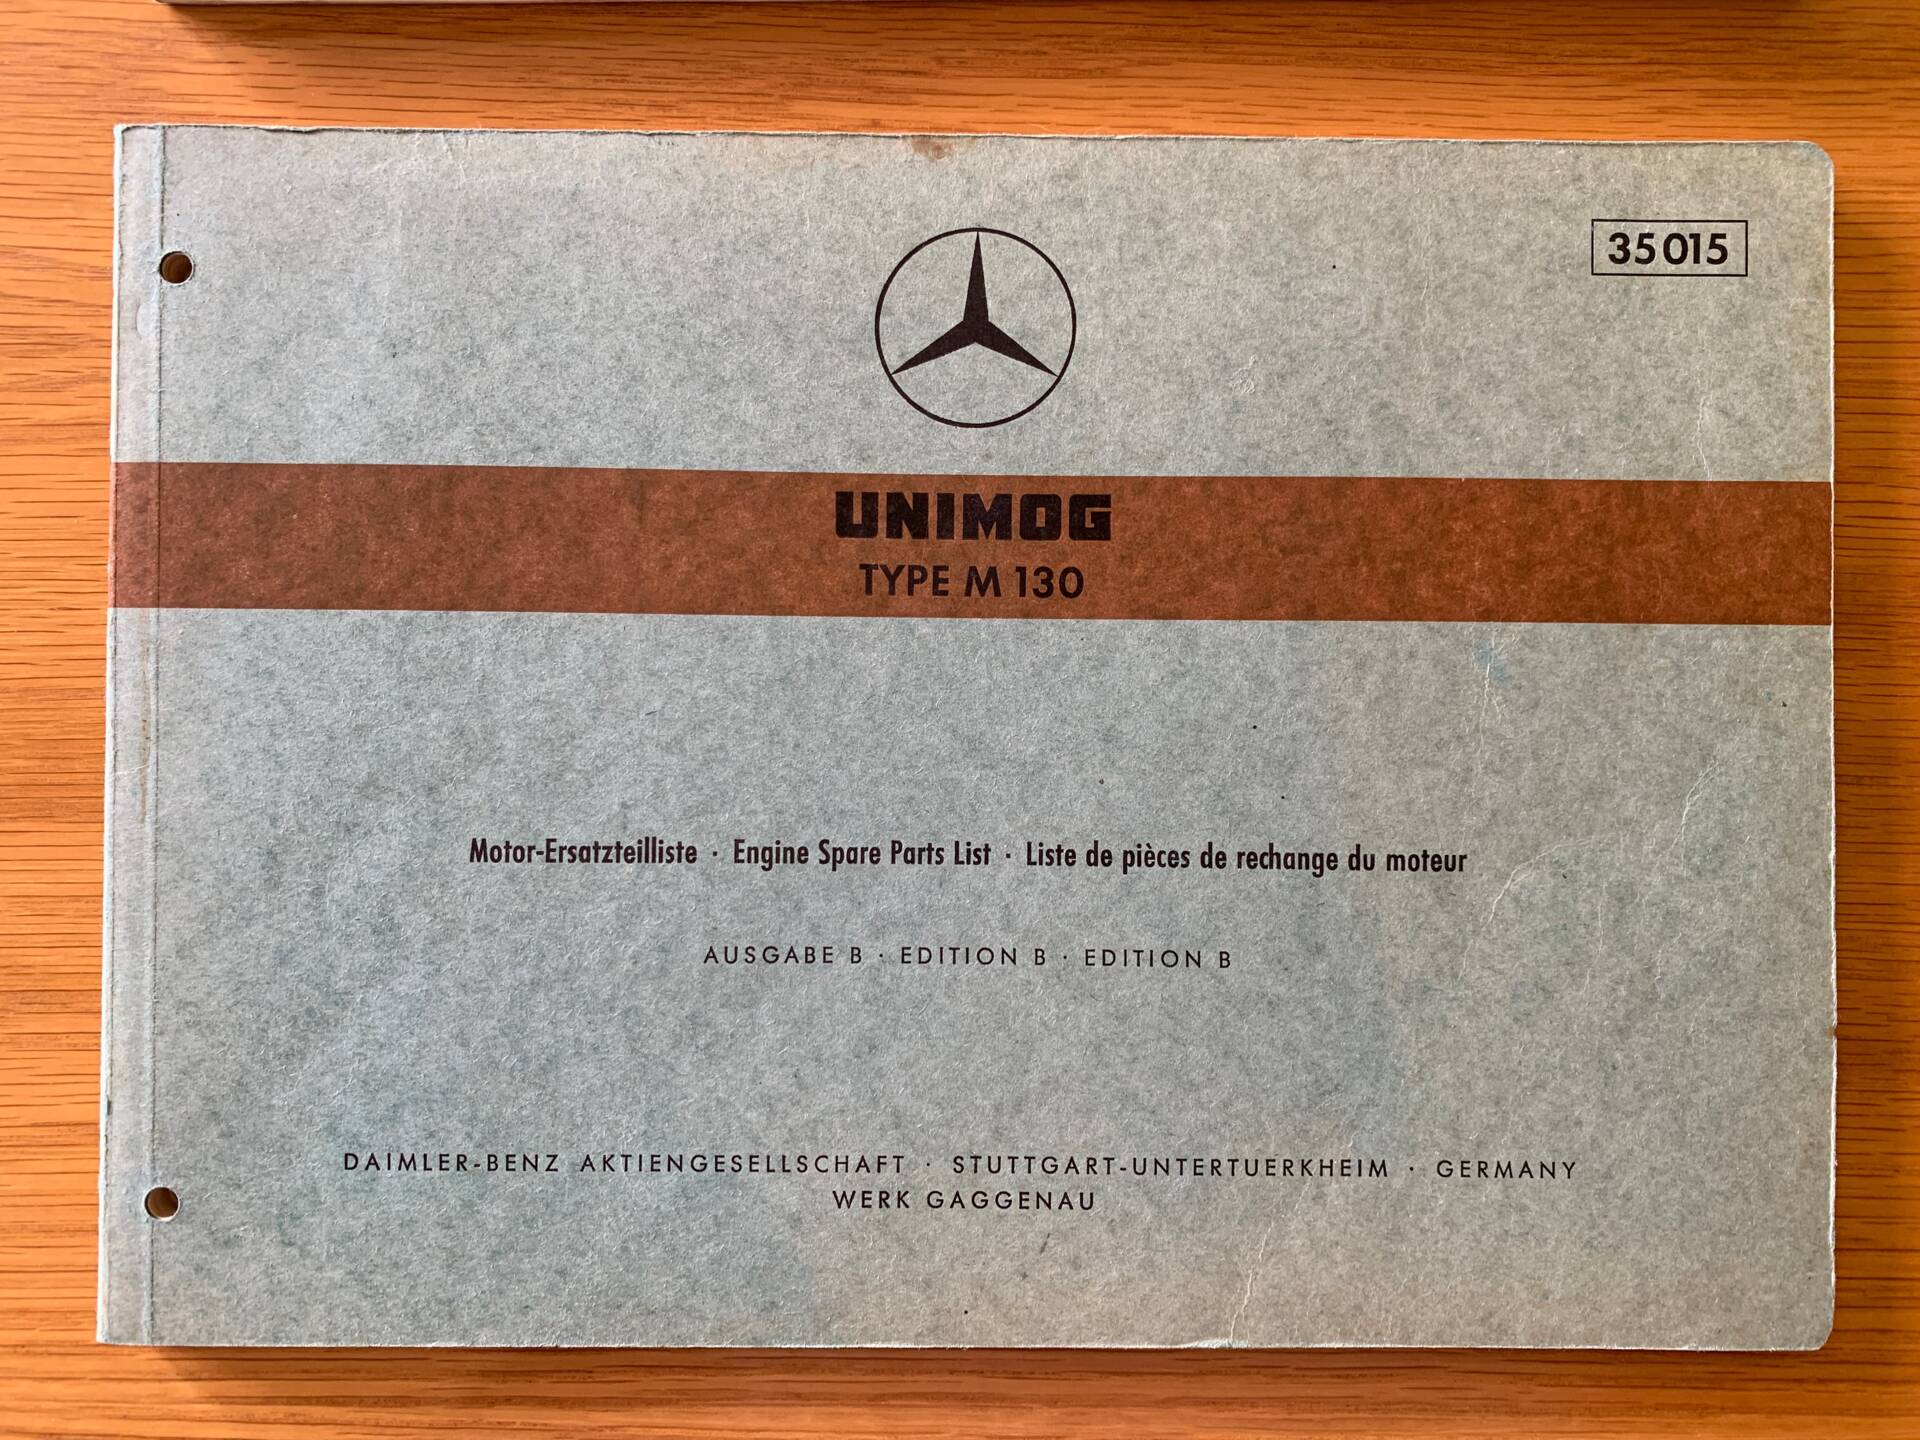 35015
UNIMOG
TYPE M 130
Motor-Ersatzteilliste · Engine Spare Parts List · Liste de pièces de rechange du moteur
AUSGABE B · EDITION B · EDITION B
DAIMLER-BENZ AKTIENGESELLSCHAFT · STUTTGART-UNTERTUERKHEIM · GERMANY
WERK GAGGENAU